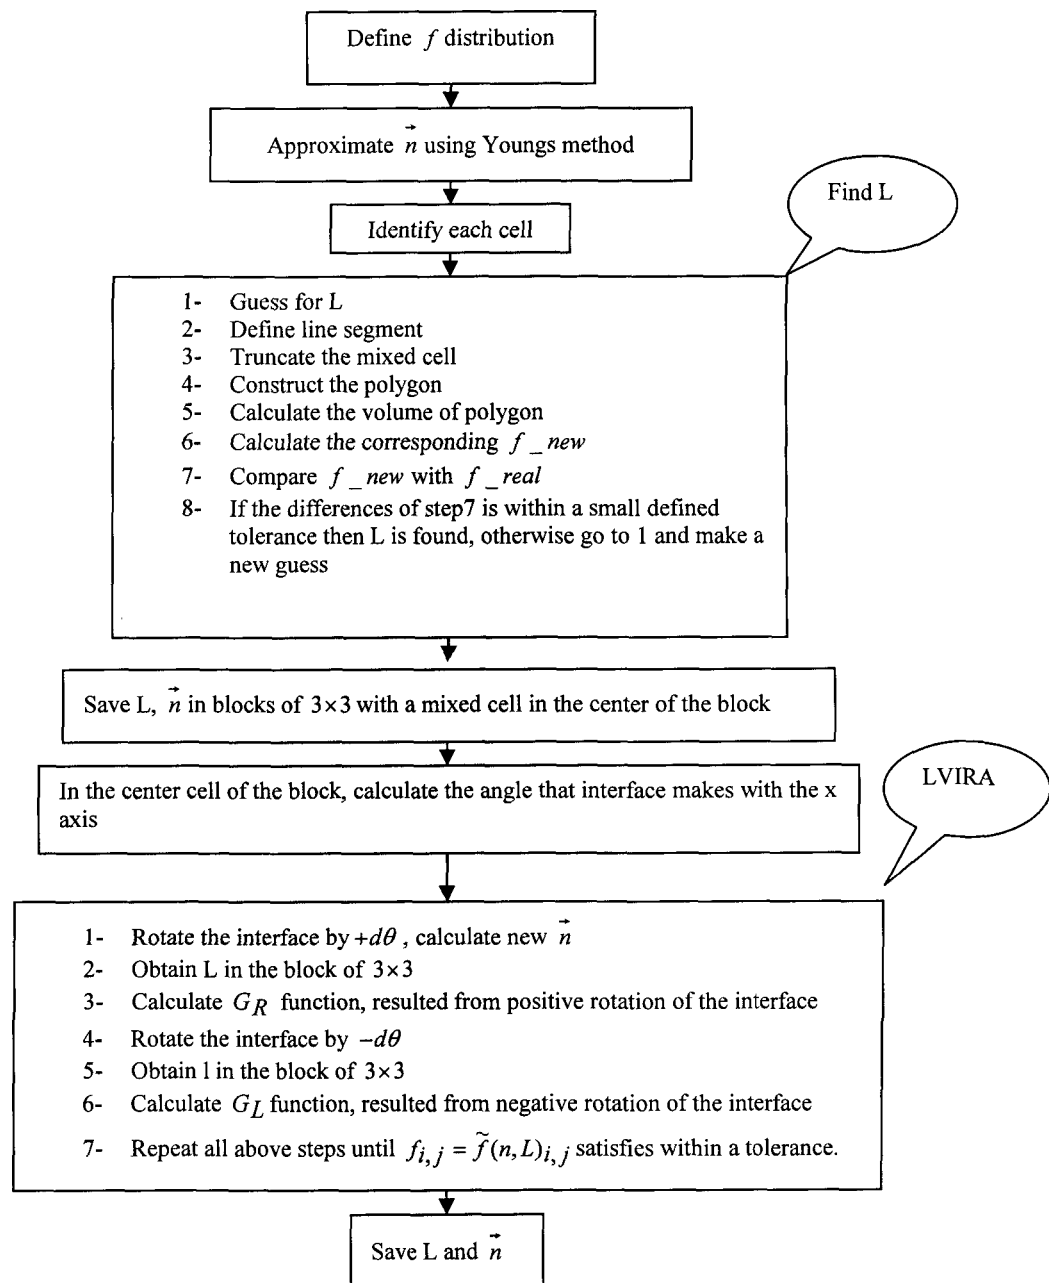 Define f distribution
Approximate n⃗ using Youngs method
Find L
Identify each cell
1- Guess for L
2- Define line segment
3- Truncate the mixed cell
4- Construct the polygon
5- Calculate the volume of polygon
6- Calculate the corresponding f _ new
7- Compare f _ new with f _ real
8- If the differences of step7 is within a small defined
tolerance then L is found, otherwise go to 1 and make a
new guess
Save L, n⃗ in blocks of 3×3 with a mixed cell in the center of the block
LVIRA
In the center cell of the block, calculate the angle that interface makes with the x
axis
1- Rotate the interface by +dθ , calculate new n⃗
2- Obtain L in the block of 3×3
3- Calculate G_R function, resulted from positive rotation of the interface
4- Rotate the interface by −dθ
5- Obtain l in the block of 3×3
6- Calculate G_L function, resulted from negative rotation of the interface
7- Repeat all above steps until f_{i,j} = f̃(n,L)_{i,j} satisfies within a tolerance.
Save L and n⃗